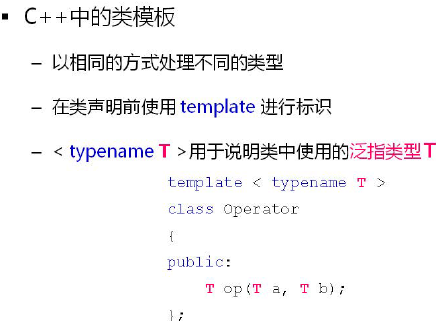 ▪ C++中的类模板
– 以相同的方式处理不同的类型
– 在类声明前使用 template 进行标识
– < typename T >用于说明类中使用的泛指类型T
template < typename T >
class Operator
{
public:
    T op(T a, T b);
};